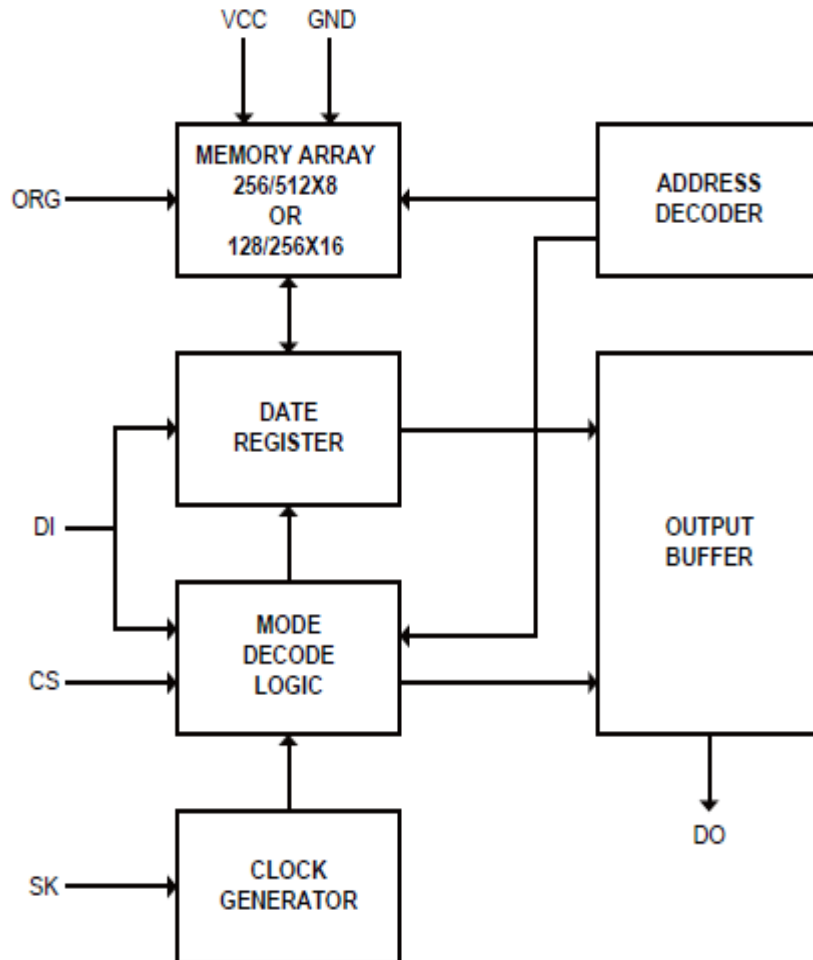 VCC
GND
ORG
MEMORY ARRAY
256/512X8
OR
128/256X16
ADDRESS
DECODER
DATE
REGISTER
DI
OUTPUT
BUFFER
MODE
DECODE
LOGIC
CS
DO
SK
CLOCK
GENERATOR